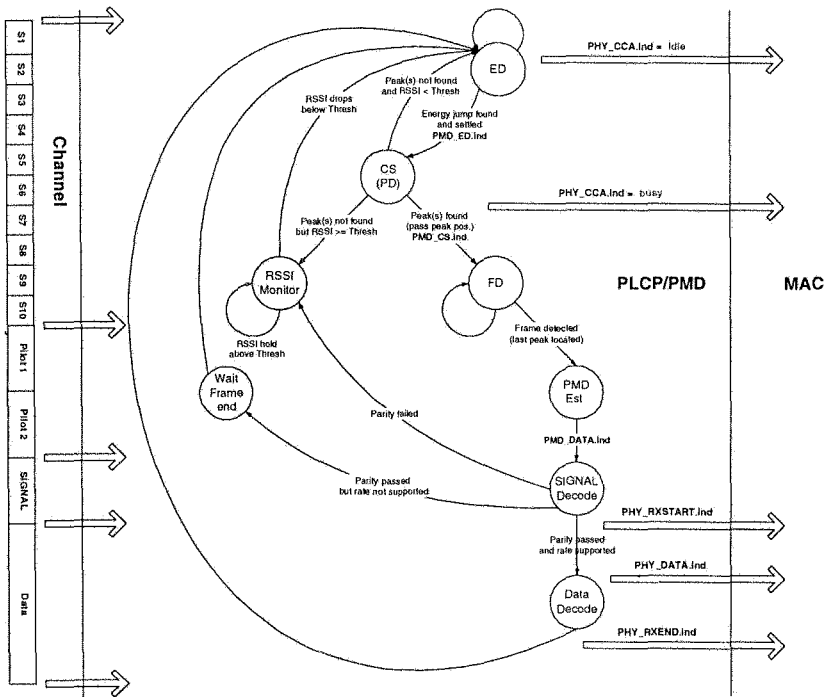 S1
S2
S3
S4
S5
S6
S7
S8
S9
S10
Pilot 1
Pilot 2
SIGNAL
Data
Channel
ED
PHY_CCA.Ind = Idle
Peak(s) not found
and RSSI < Thresh
RSSI drops
below Thresh
Energy jump found
and settled
PMD_ED.ind
CS
(PD)
PHY_CCA.Ind = busy
Peak(s) not found
but RSSI >= Thresh
Peak(s) found
(pass peak pos.)
PMD_CS.ind.
RSSI
Monitor
FD
PLCP/PMD
MAC
RSSI hold
above Thresh
Frame detected
(last peak located)
Wait
Frame
end
PMD
Est
Parity failed
PMD_DATA.ind
Parity passed
but rate not supported
SIGNAL
Decode
PHY_RXSTART.ind
Parity passed
and rate supported
PHY_DATA.ind
Data
Decode
PHY_RXEND.ind